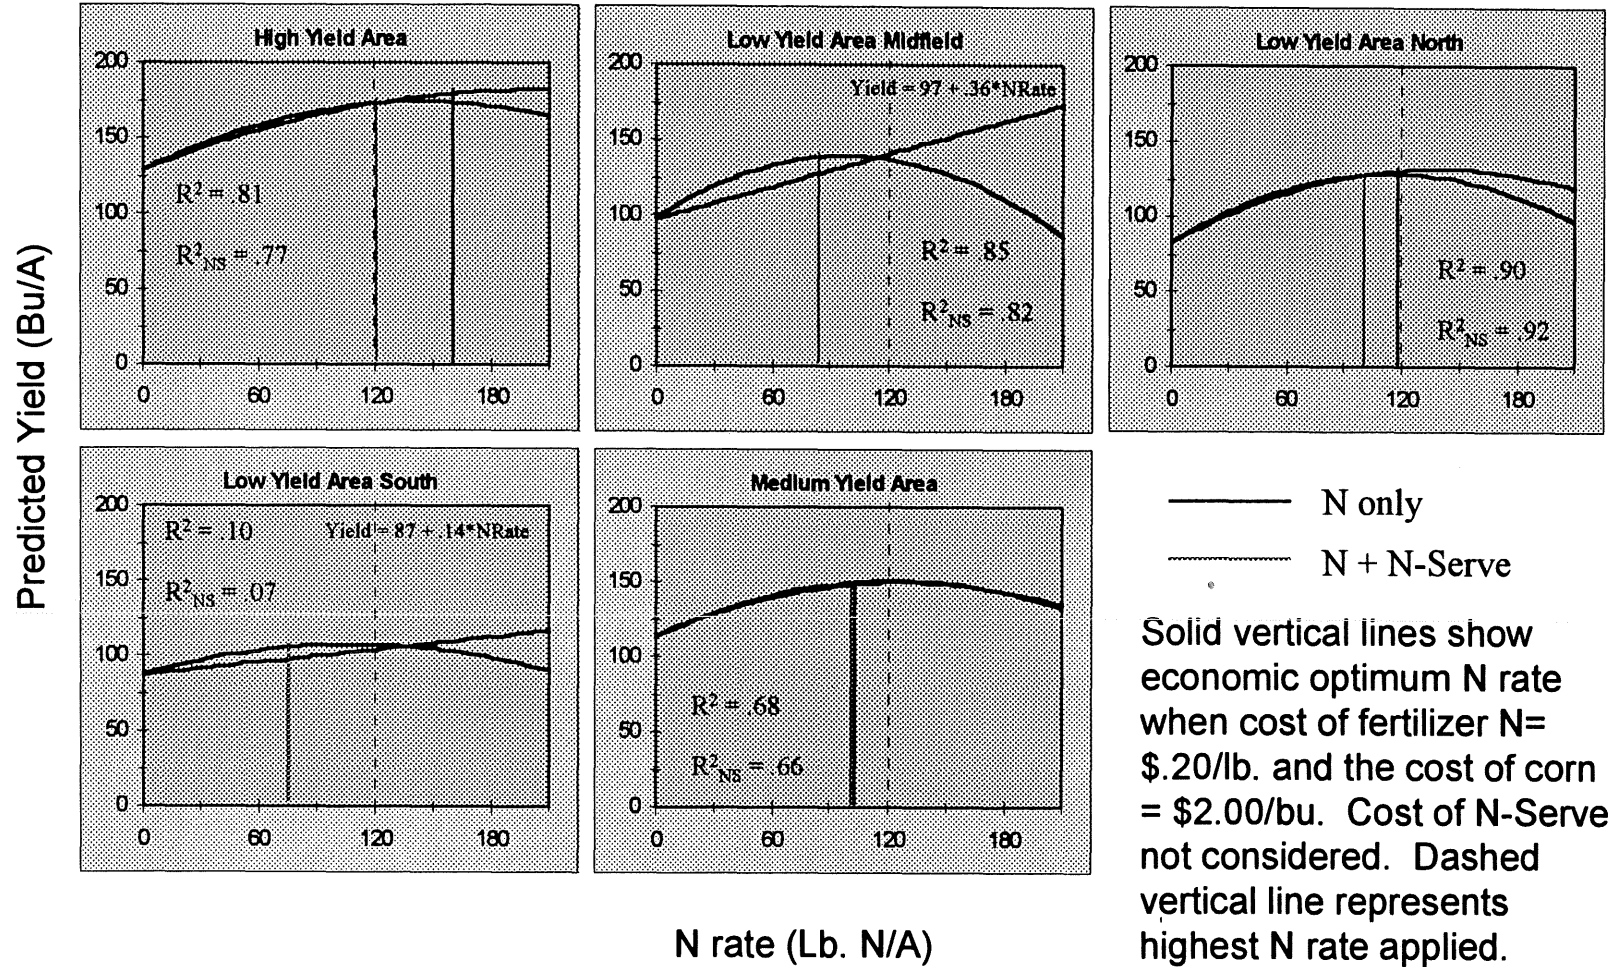 Predicted Yield (Bu/A)
High Yield Area
200
150
100
50
0
R² = .81
R²NS = .77
0 60 120 180
Low Yield Area Midfield
200
150
100
50
0
Yield = 97 + .36*NRate
R² = .85
R²NS = .82
0 60 120 180
Low Yield Area North
200
150
100
50
0
R² = .90
R²NS = .92
0 60 120 180
Low Yield Area South
200
150
100
50
0
R² = .10 Yield = 87 + .14*NRate
R²NS = .07
0 60 120 180
Medium Yield Area
200
150
100
50
0
R² = .68
R²NS = .66
0 60 120 180
N only
N + N-Serve
Solid vertical lines show
economic optimum N rate
when cost of fertilizer N=
$.20/lb. and the cost of corn
= $2.00/bu. Cost of N-Serve
not considered. Dashed
vertical line represents
highest N rate applied.
N rate (Lb. N/A)